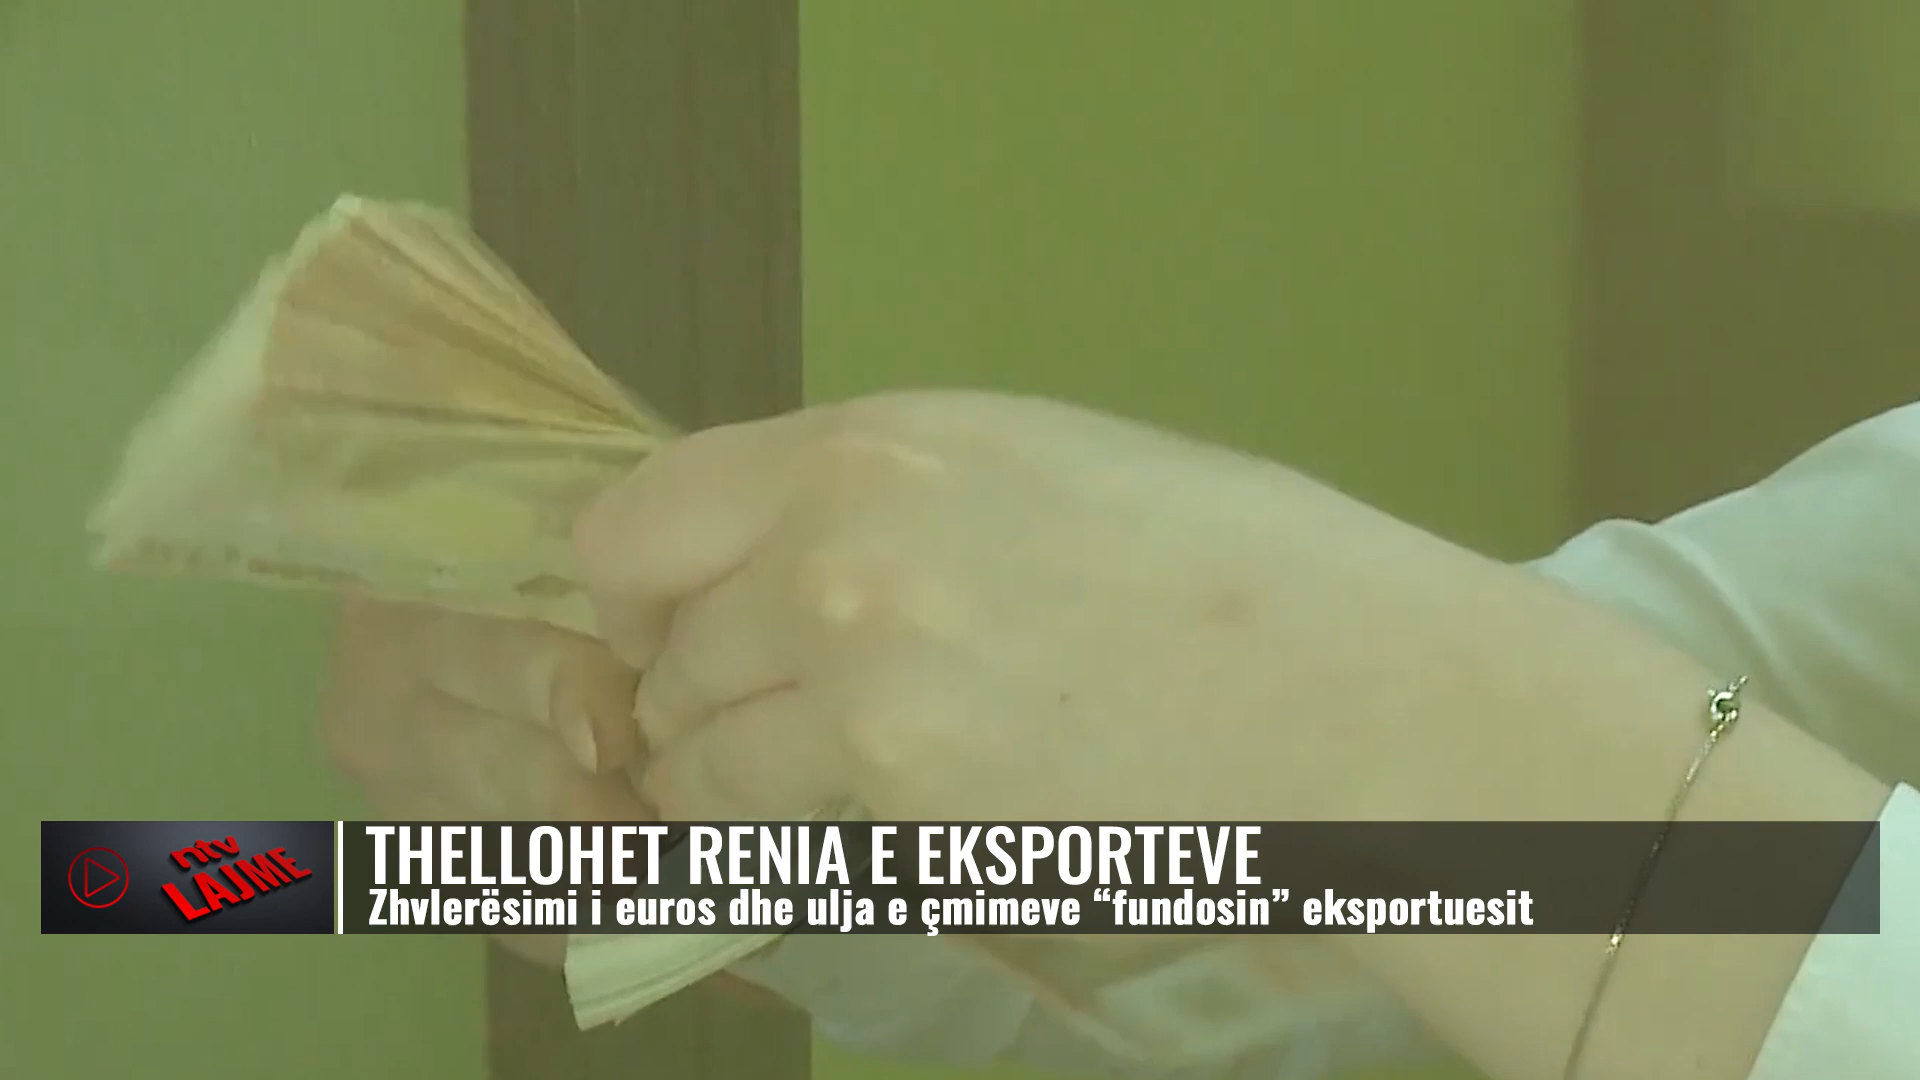 ntv
LAJME
THELLOHET RENIA E EKSPORTEVE
Zhvlerësimi i euros dhe ulja e çmimeve “fundosin” eksportuesit